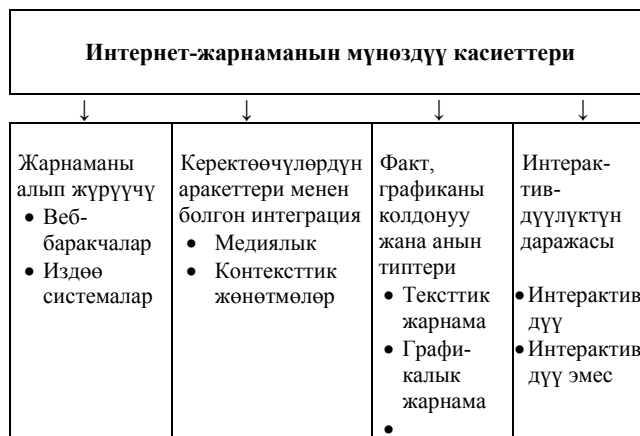 Интернет-жарнаманын мүнөздүү касиеттери
↓ ↓ ↓ ↓
Жарнаманы
алып жүрүүчү
• Веб-
баракчалар
• Издөө
системалар
Керектөөчүлөрдүн
аракеттери менен
болгон интеграция
• Медиялык
• Контексттик
жөнөтмөлөр
Факт,
графиканы
колдонуу
жана анын
типтери
• Тексттик
жарнама
• Графи-
калык
жарнама
•
Интерак-
тив-
дүүлүктүн
даражасы
• Интерактив
дүү
• Интерактив
дүү эмес